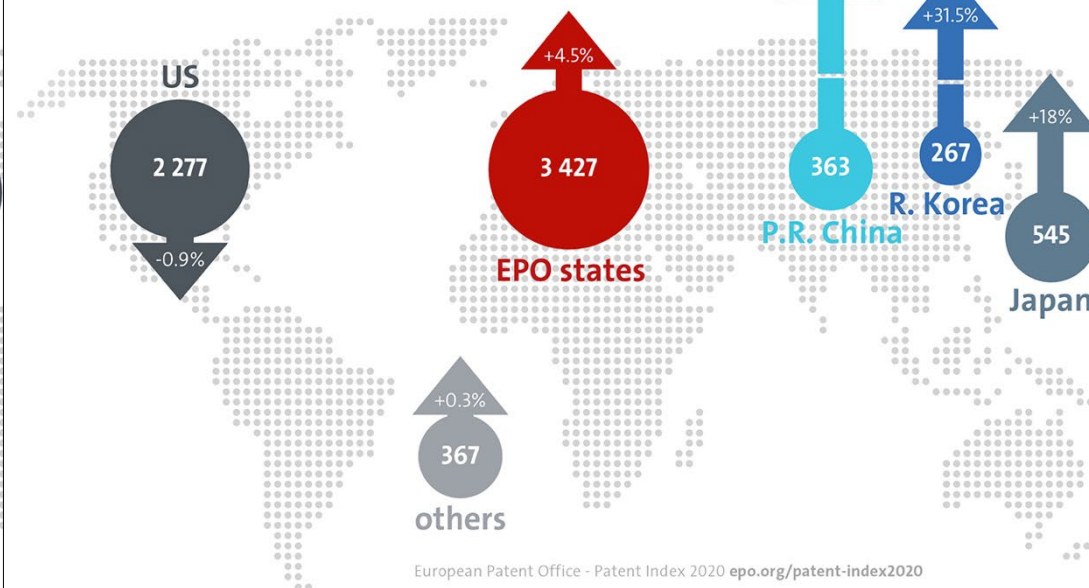 +31.5%
+4.5%
US
+18%
2 277
3 427
363
267
R. Korea
P.R. China
545
-0.9%
EPO states
Japan
+0.3%
367
others
European Patent Office - Patent Index 2020 epo.org/patent-index2020